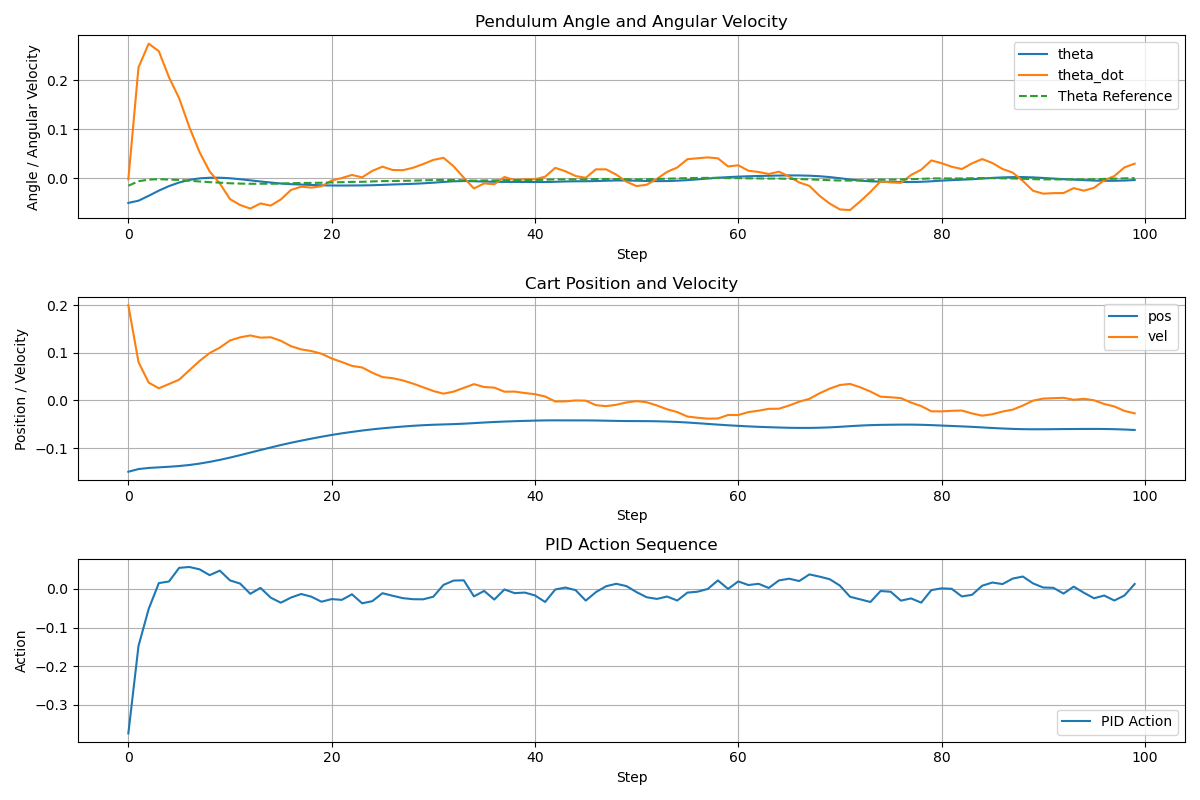 Pendulum Angle and Angular Velocity
Angle / Angular Velocity
0.2
0.1
0.0
theta
theta_dot
Theta Reference
0 20 40 60 80 100
Step
Cart Position and Velocity
Position / Velocity
0.2
0.1
0.0
−0.1
pos
vel
0 20 40 60 80 100
Step
PID Action Sequence
Action
0.0
−0.1
−0.2
−0.3
PID Action
0 20 40 60 80 100
Step